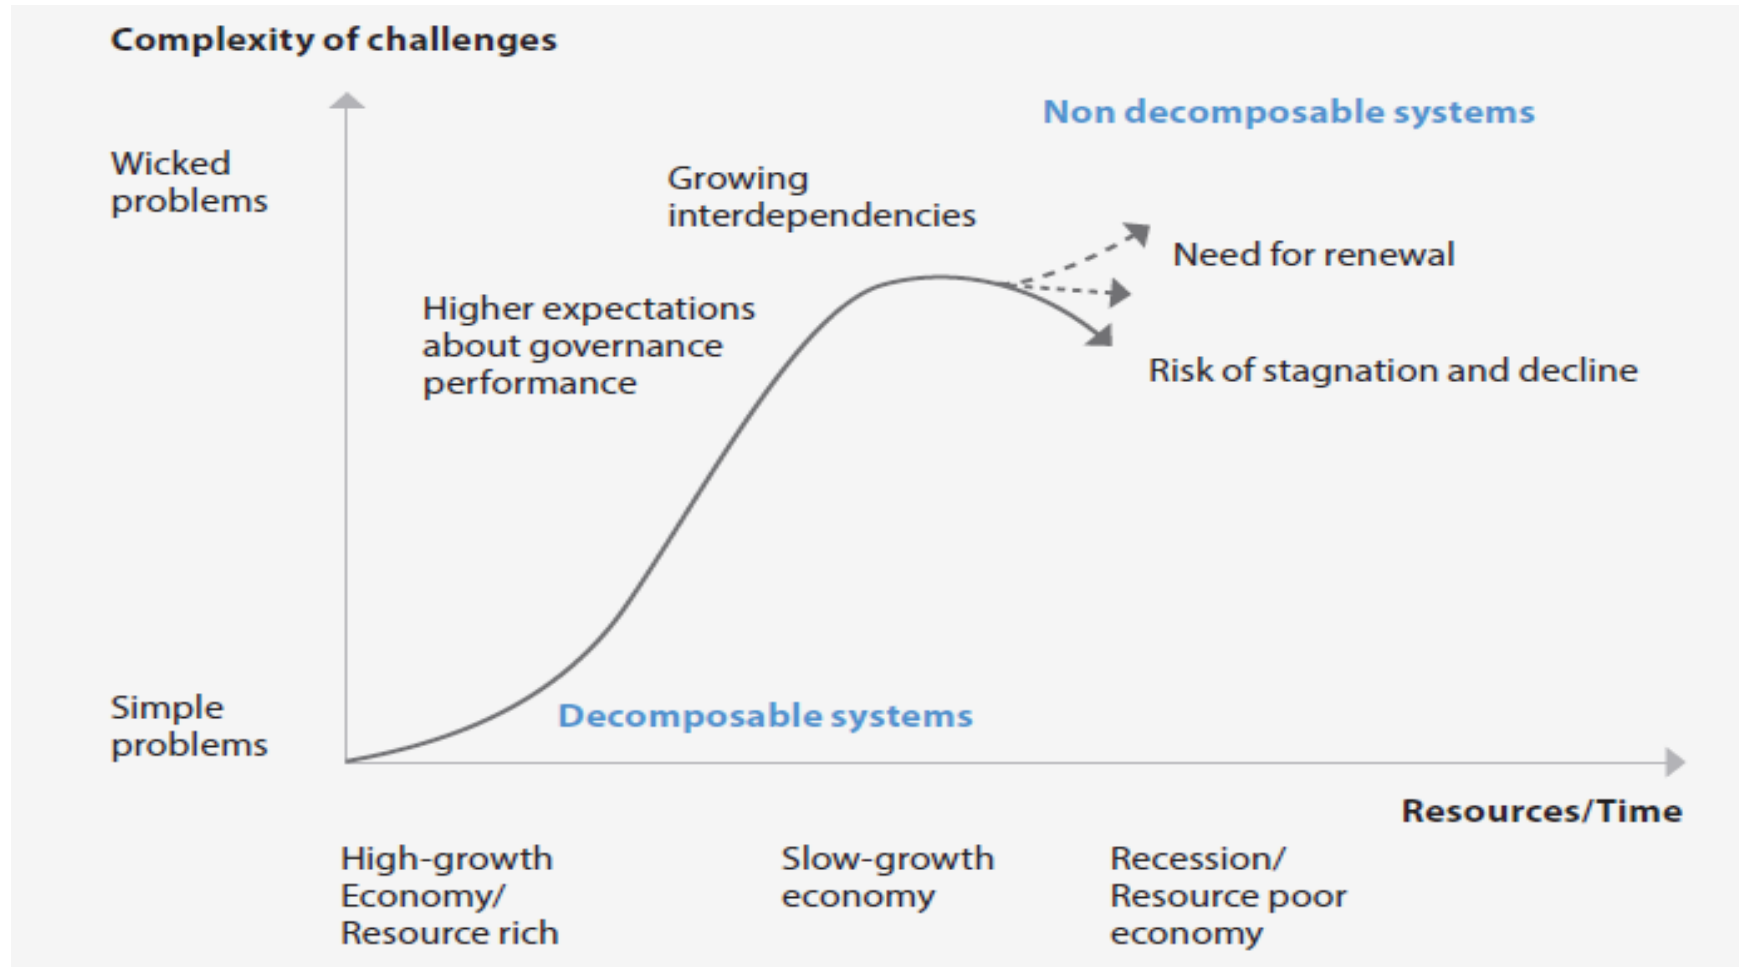 Complexity of challenges
Non decomposable systems
Wicked
problems
Growing
interdependencies
Need for renewal
Higher expectations
about governance
performance
Risk of stagnation and decline
Simple
problems
Decomposable systems
Resources/Time
High-growth
Economy/
Resource rich
Slow-growth
economy
Recession/
Resource poor
economy